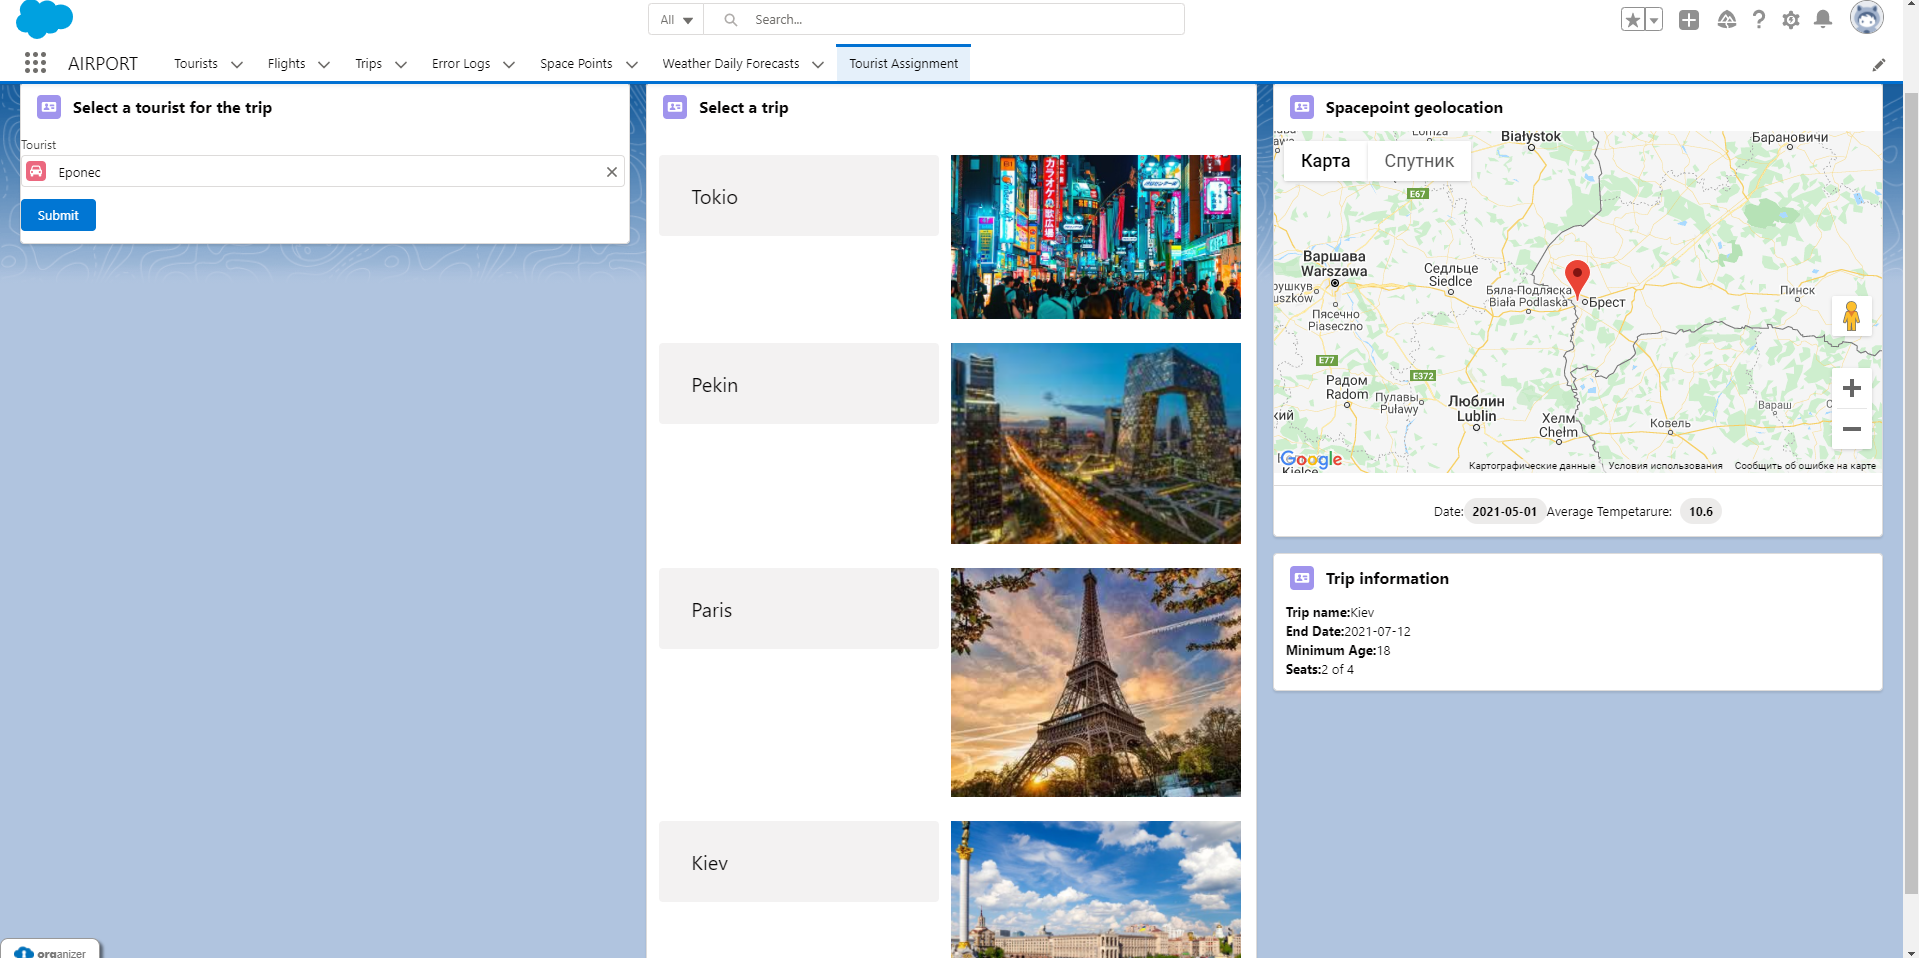 All
Search...
AIRPORT
Tourists
Flights
Trips
Error Logs
Space Points
Weather Daily Forecasts
Tourist Assignment
Select a tourist for the trip
Tourist
Eponec
Submit
Select a trip
Tokio
Pekin
Paris
Kiev
Spacepoint geolocation
Карта
Спутник
Białystok
Барановичи
E67
Варшава
Warszawa
Седльце
Siedlce
Бяла-Подляска
Biała Podlaska
Брест
Пинск
Пясечно
Piaseczno
E77
E372
Радом
Radom
Пулавы
Puławy
Люблин
Lublin
Хелм
Chełm
Ковель
Вараш
Kielce
Google
Картографические данные
Условия использования
Сообщить об ошибке на карте
Date: 2021-05-01 Average Tempetarure: 10.6
Trip information
Trip name:Kiev
End Date:2021-07-12
Minimum Age:18
Seats:2 of 4
organizer